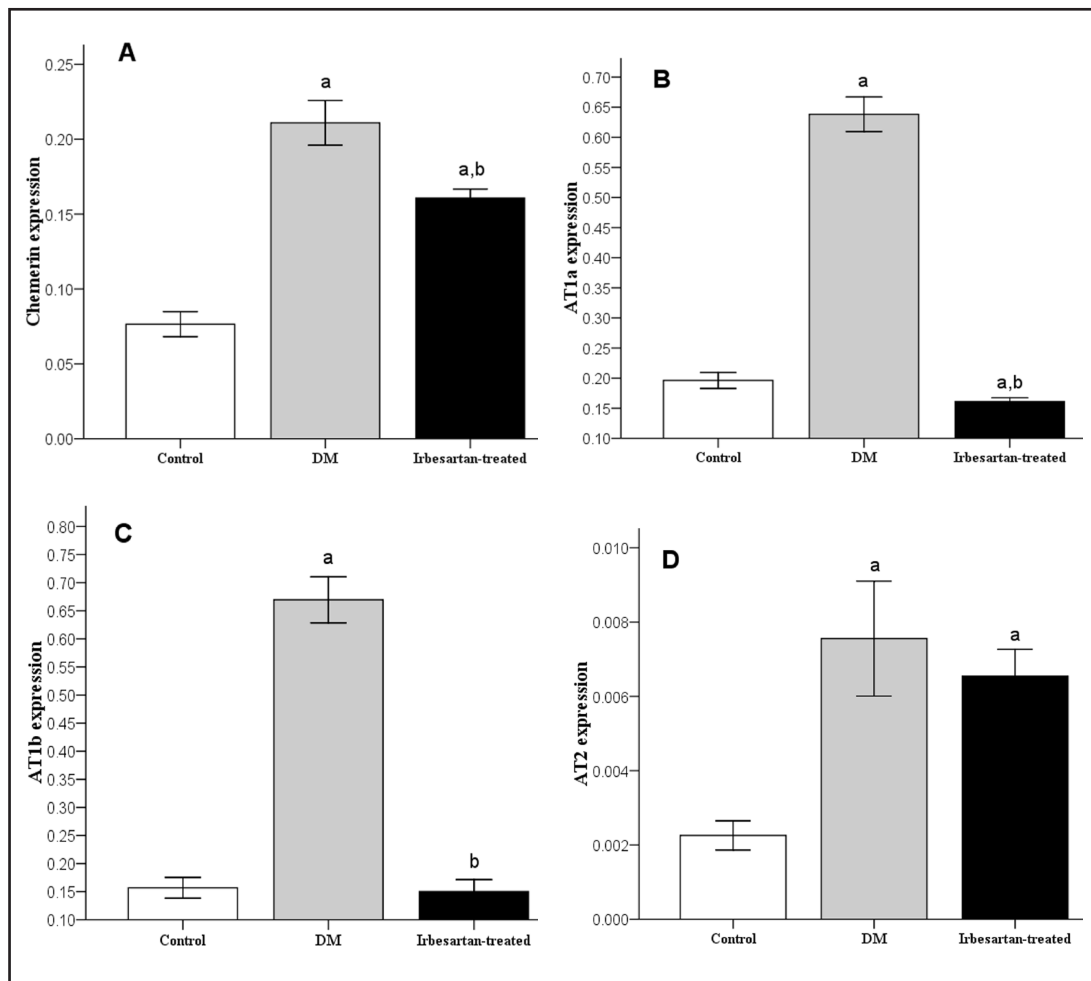 A
Chemerin expression
0.25
0.20
0.15
0.10
0.05
0.00
a
a,b
Control DM Irbesartan-treated
B
AT1a expression
0.70
0.65
0.60
0.55
0.50
0.45
0.40
0.35
0.30
0.25
0.20
0.15
0.10
a
a,b
Control DM Irbesartan-treated
C
AT1b expression
0.80
0.75
0.70
0.65
0.60
0.55
0.50
0.45
0.40
0.35
0.30
0.25
0.20
0.15
0.10
a
b
Control DM Irbesartan-treated
D
AT2 expression
0.010
0.008
0.006
0.004
0.002
0.000
a
a
Control DM Irbesartan-treated